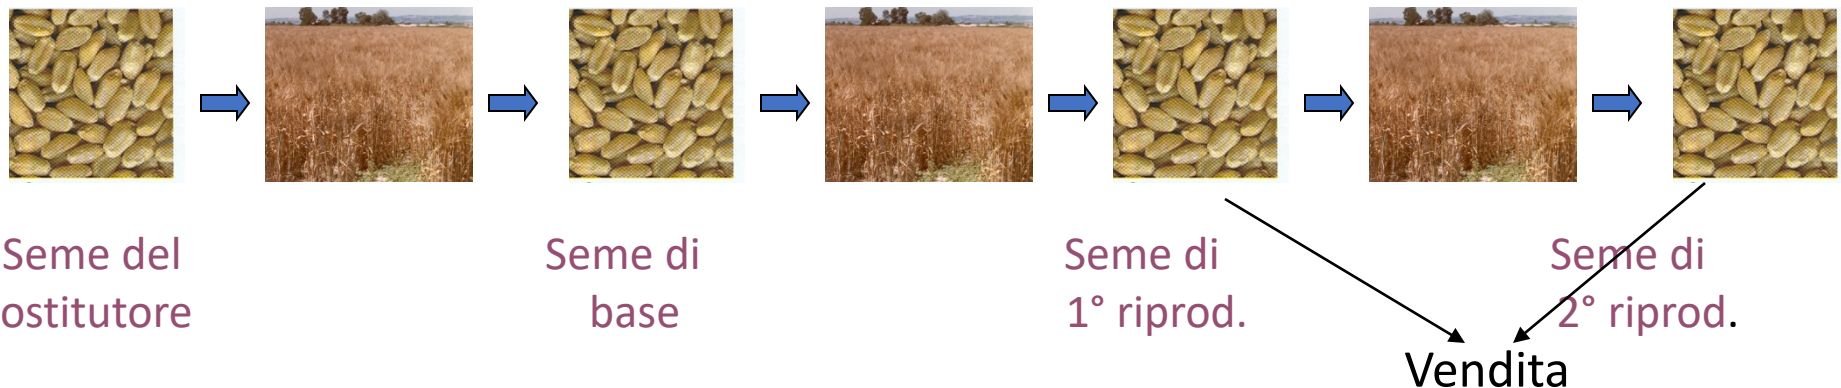 Seme del
ostitutore
Seme di
base
Seme di
1° riprod.
Seme di
2° riprod.
Vendita